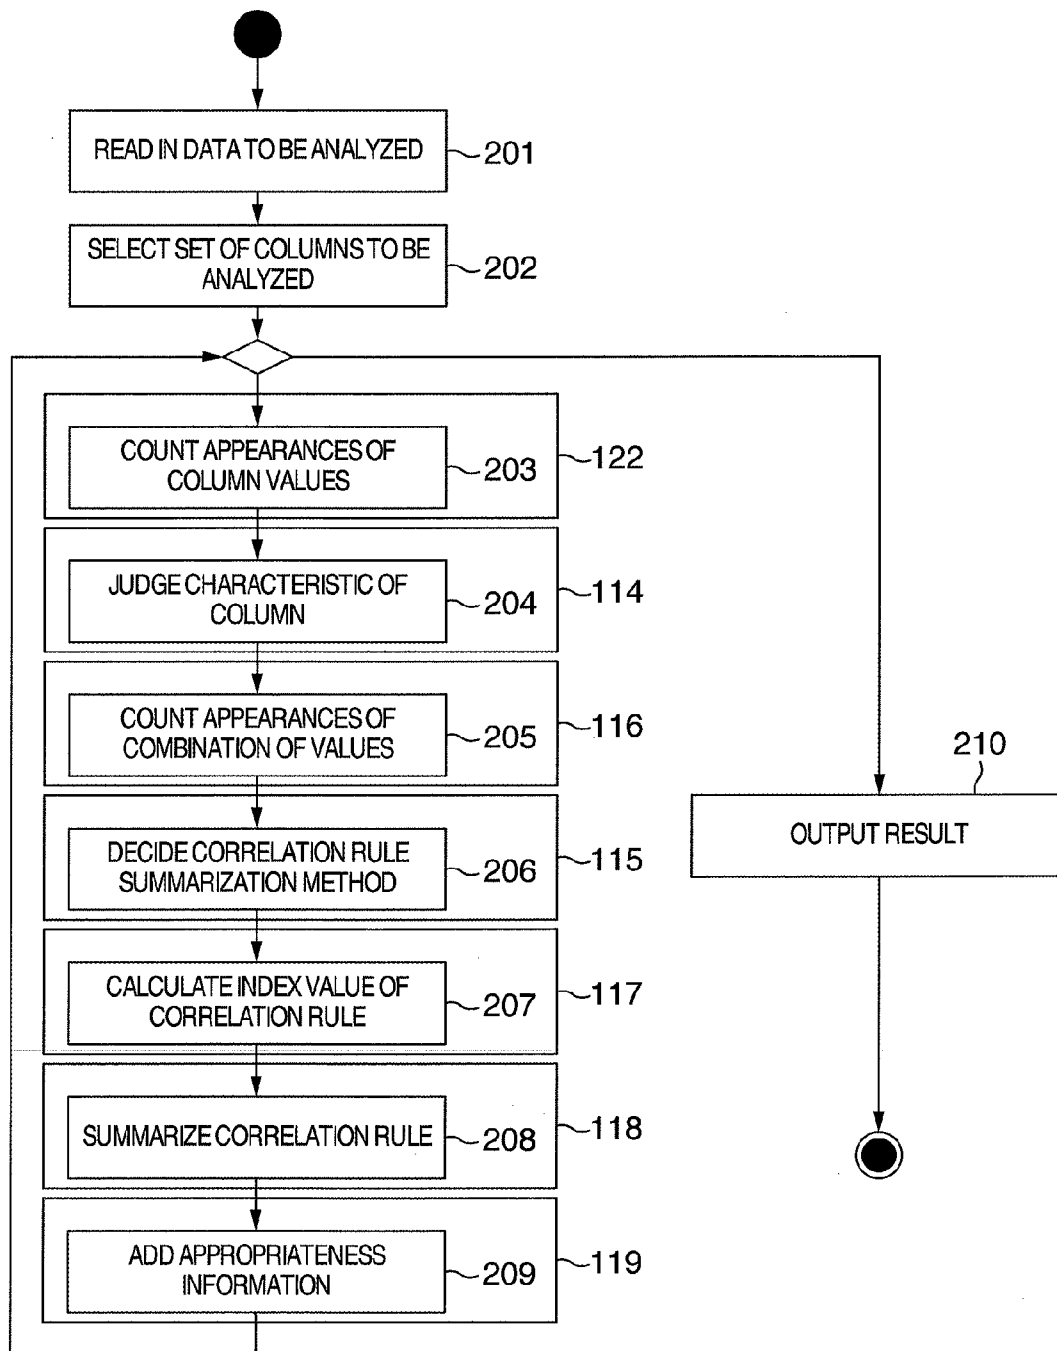 READ IN DATA TO BE ANALYZED
201
SELECT SET OF COLUMNS TO BE
ANALYZED
202
COUNT APPEARANCES OF
COLUMN VALUES
203
122
JUDGE CHARACTERISTIC OF
COLUMN
204
114
COUNT APPEARANCES OF
COMBINATION OF VALUES
205
116
DECIDE CORRELATION RULE
SUMMARIZATION METHOD
206
115
CALCULATE INDEX VALUE OF
CORRELATION RULE
207
117
SUMMARIZE CORRELATION RULE
208
118
ADD APPROPRIATENESS
INFORMATION
209
119
210
OUTPUT RESULT